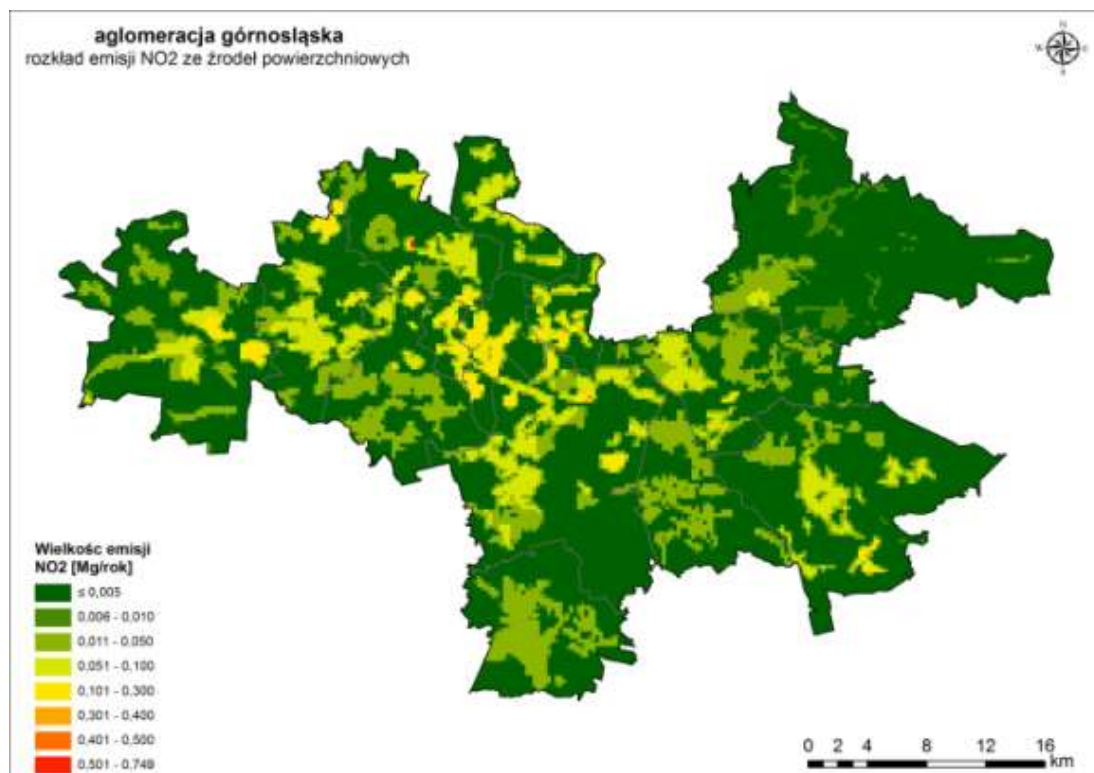 aglomeracja górnośląska
rozkład emisji NO2 ze źrodeł powierzchniowych
N
S
Wielkośc emisji
NO2 [Mg/rok]
≤ 0,005
0,006 - 0,010
0,011 - 0,050
0,051 - 0,100
0,101 - 0,300
0,301 - 0,400
0,401 - 0,500
0,501 - 0,749
0 2 4 8 12 16
km